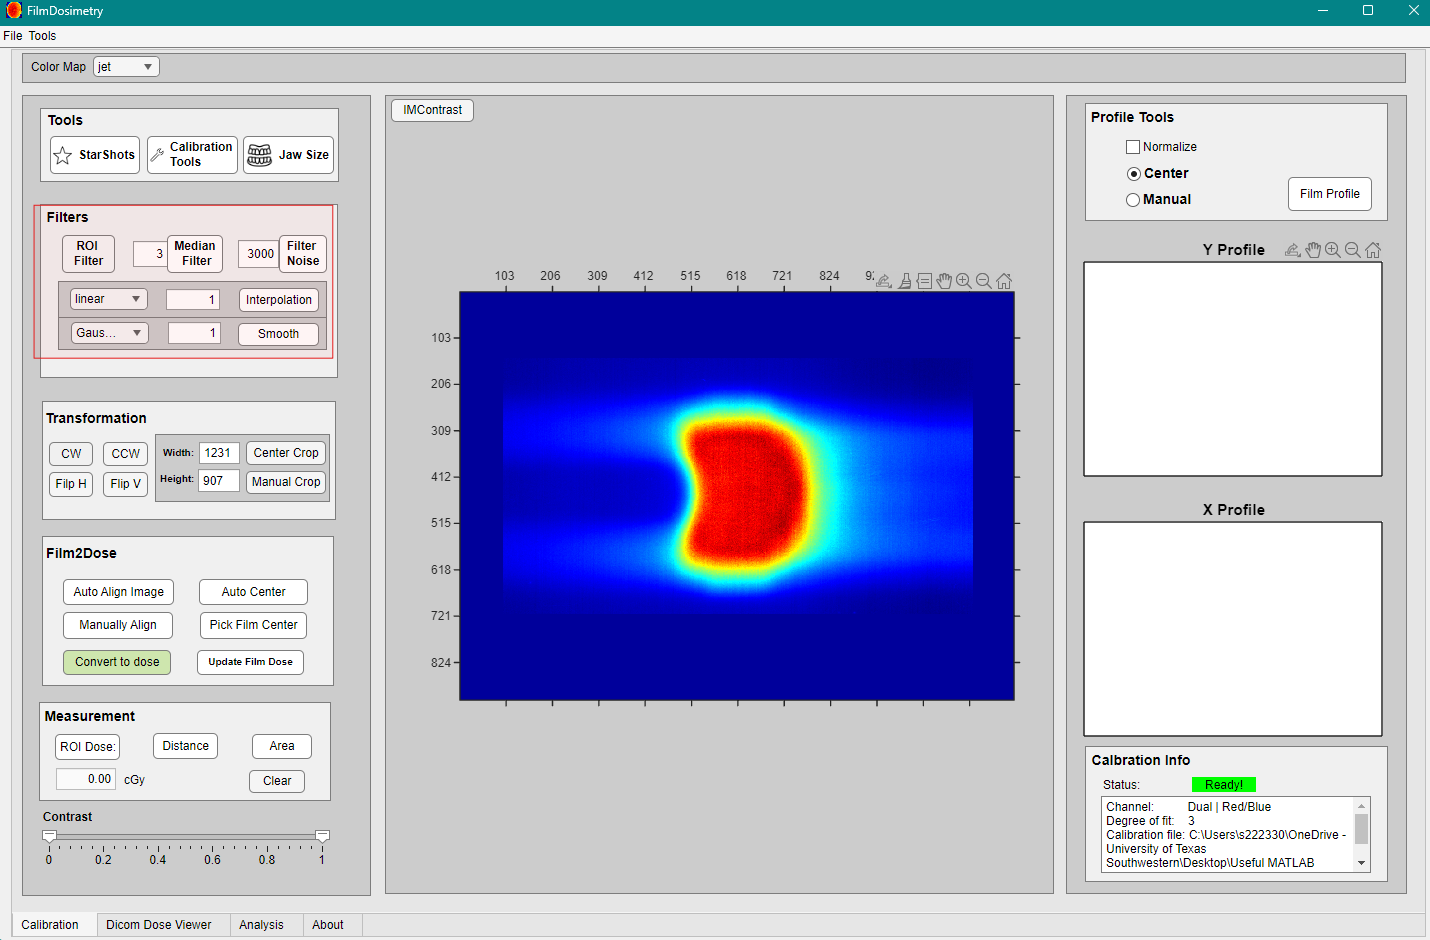 FilmDosimetry
File Tools
Color Map jet
Tools
StarShots
Calibration
Tools
Jaw Size
Filters
ROI
Filter
3
Median
Filter
3000
Filter
Noise
linear 1 Interpolation
Gaus... 1 Smooth
Transformation
CW CCW
Width: 1231 Center Crop
Filp H Flip V
Height: 907 Manual Crop
Film2Dose
Auto Align Image Auto Center
Manually Align Pick Film Center
Convert to dose Update Film Dose
Measurement
ROI Dose: Distance Area
0.00 cGy Clear
Contrast
0 0.2 0.4 0.6 0.8 1
IMContrast
103 206 309 412 515 618 721 824
103
206
309
412
515
618
721
824
Profile Tools
Normalize
Center
Manual
Film Profile
Y Profile
X Profile
Calbration Info
Status: Ready!
Channel: Dual | Red/Blue
Degree of fit: 3
Calibration file: C:\Users\s222330\OneDrive -
University of Texas
Southwestern\Desktop\Useful MATLAB
Calibration Dicom Dose Viewer Analysis About